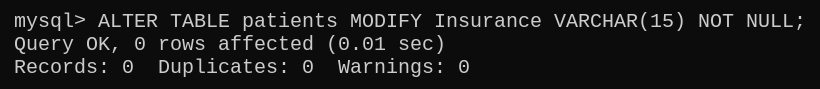 mysql> ALTER TABLE patients MODIFY Insurance VARCHAR(15) NOT NULL;
Query OK, 0 rows affected (0.01 sec)
Records: 0  Duplicates: 0  Warnings: 0